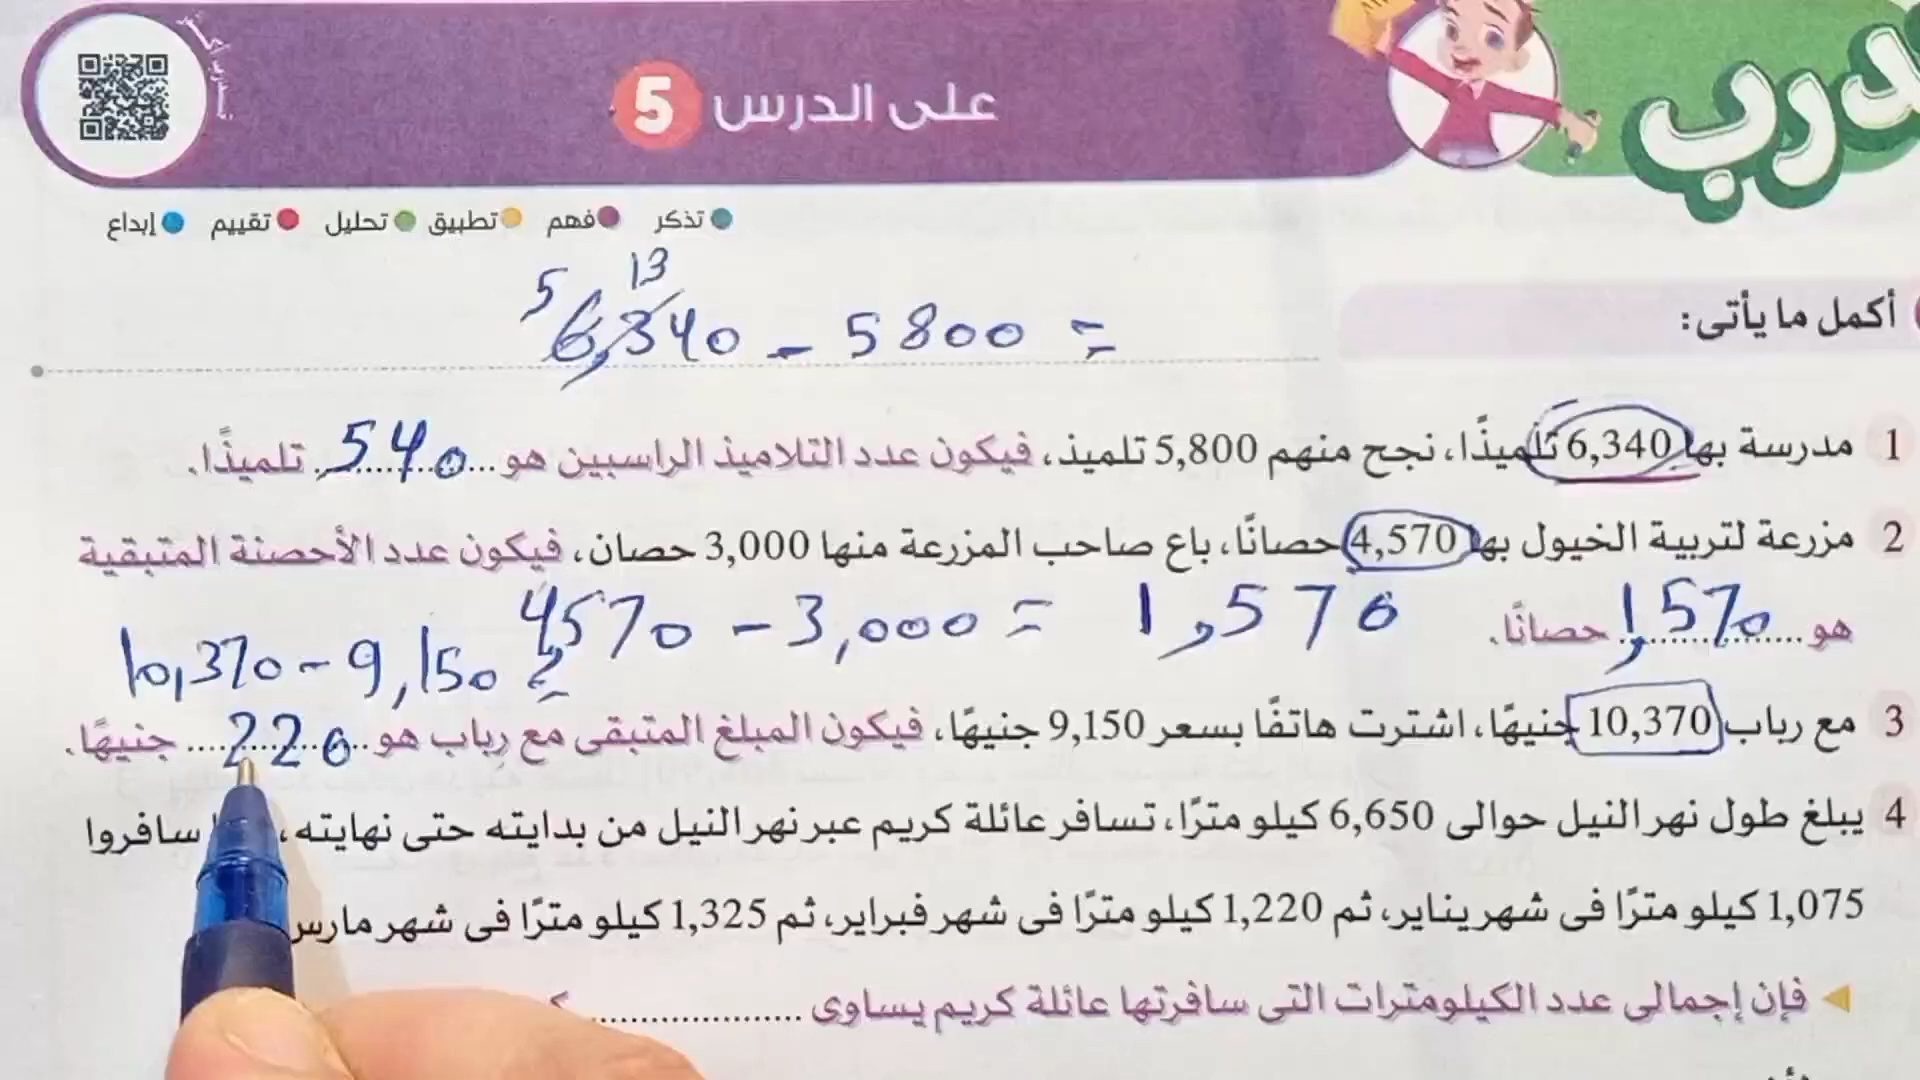 درب
على الدرس 5
تذكر فهم تطبيق تحليل تقييم إبداع
أكمل ما يأتى:
5 13
6,340 - 5800 =
1 مدرسة بها 6,340 تلميذًا، نجح منهم 5,800 تلميذ، فيكون عدد التلاميذ الراسبين هو 540 تلميذًا.
2 مزرعة لتربية الخيول بها 4,570 حصانًا، باع صاحب المزرعة منها 3,000 حصان، فيكون عدد الأحصنة المتبقية
هو 1,570 حصانًا.
4570 - 3,000 = 1,570
10,370 - 9,150 =
3 مع رباب 10,370 جنيهًا، اشترت هاتفًا بسعر 9,150 جنيهًا، فيكون المبلغ المتبقى مع رباب هو 220 جنيهًا.
4 يبلغ طول نهر النيل حوالى 6,650 كيلو مترًا، تسافر عائلة كريم عبر نهر النيل من بدايته حتى نهايته، سافروا
1,075 كيلو مترًا فى شهر يناير، ثم 1,220 كيلو مترًا فى شهر فبراير، ثم 1,325 كيلو مترًا فى شهر مارس
فإن إجمالى عدد الكيلومترات التى سافرتها عائلة كريم يساوى